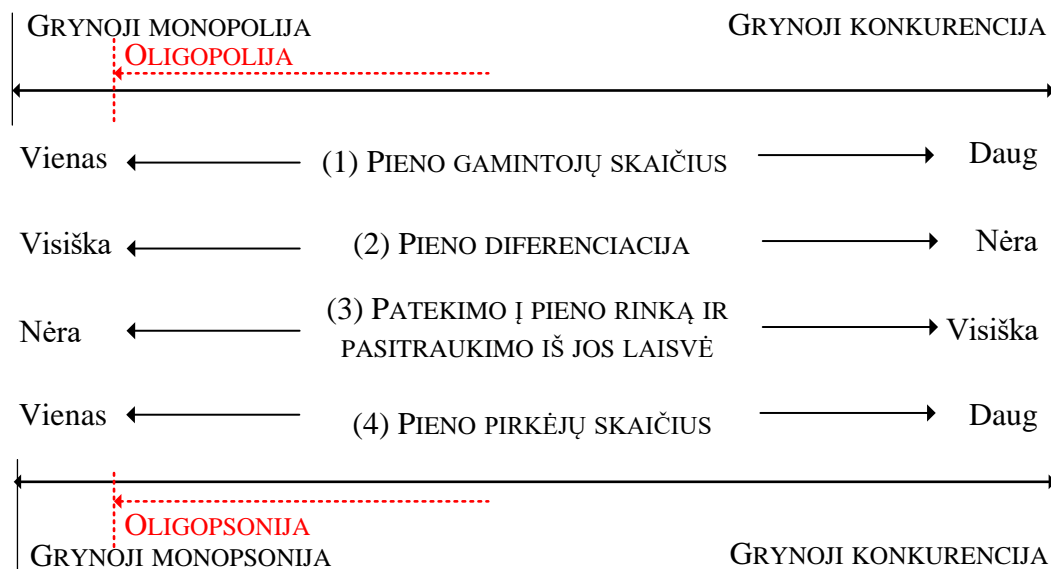 GRYNOJI MONOPOLIJA GRYNOJI KONKURENCIJA
OLIGOPOLIJA
Vienas (1) PIENO GAMINTOJŲ SKAIČIUS Daug
Visiška (2) PIENO DIFERENCIACIJA Nėra
Nėra (3) PATEKIMO Į PIENO RINKĄ IR
PASITRAUKIMO IŠ JOS LAISVĖ Visiška
Vienas (4) PIENO PIRKĖJŲ SKAIČIUS Daug
OLIGOPSONIJA
GRYNOJI MONOPSONIJA GRYNOJI KONKURENCIJA